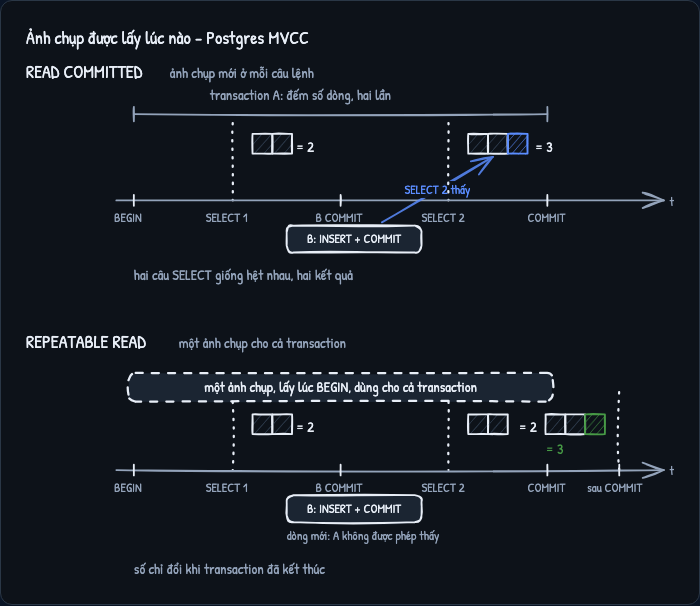 Ảnh chụp được lấy lúc nào - Postgres MVCC
READ COMMITTED ảnh chụp mới ở mỗi câu lệnh
transaction A: đếm số dòng, hai lần
= 2
= 3
SELECT 2 thấy
t
BEGIN SELECT 1 B COMMIT SELECT 2 COMMIT
B: INSERT + COMMIT
hai câu SELECT giống hệt nhau, hai kết quả
REPEATABLE READ một ảnh chụp cho cả transaction
một ảnh chụp, lấy lúc BEGIN, dùng cho cả transaction
= 2
= 2
= 3
t
BEGIN SELECT 1 B COMMIT SELECT 2 COMMIT sau COMMIT
B: INSERT + COMMIT
dòng mới: A không được phép thấy
số chỉ đổi khi transaction đã kết thúc